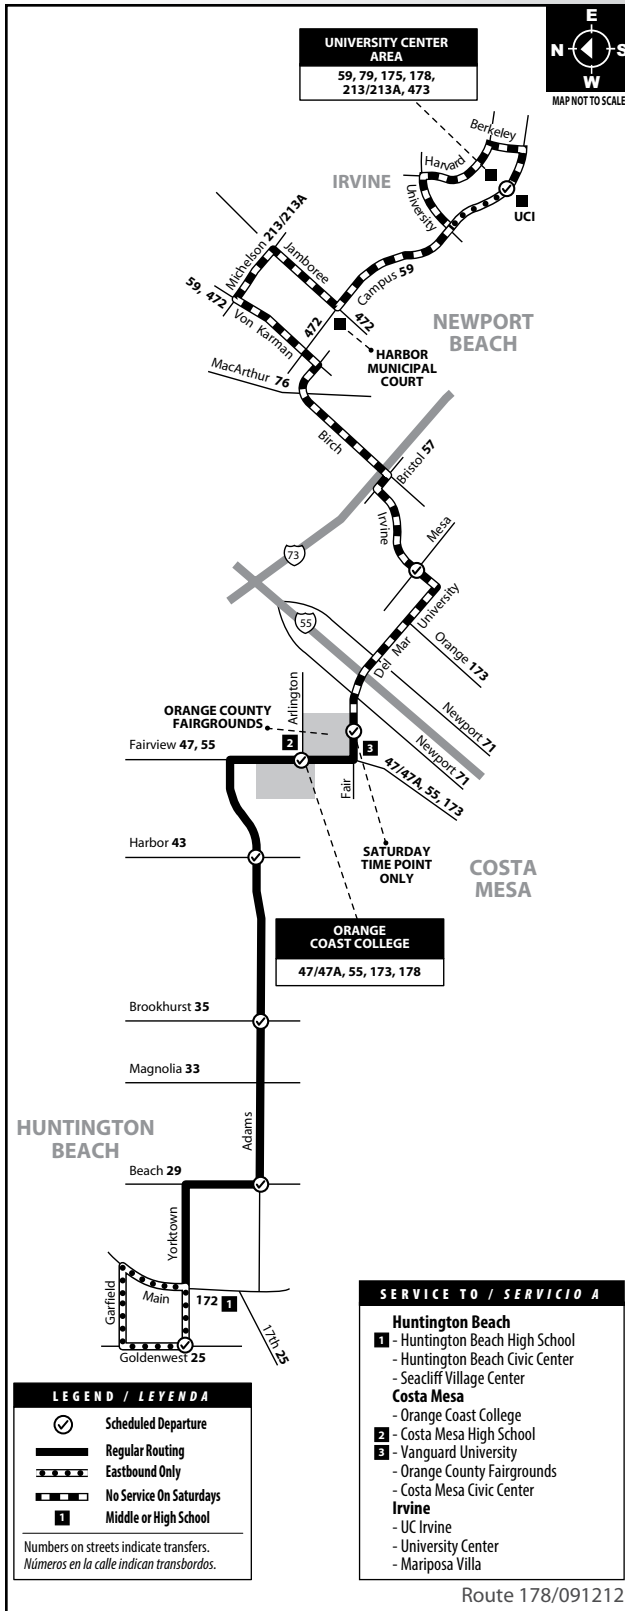 UNIVERSITY CENTER
AREA
59, 79, 175, 178,
213/213A, 473
E
N
S
W
MAP NOT TO SCALE
Berkeley
Harvard
IRVINE
University
UCI
Michelson 213/213A
Jamboree
Campus 59
59, 472
Von Karman
472
472
NEWPORT
BEACH
HARBOR
MUNICIPAL
COURT
MacArthur 76
Birch
Bristol 57
Irvine
Mesa
73
55
University
Del Mar
Orange 173
Arlington
ORANGE COUNTY
FAIRGROUNDS
Newport 71
Newport 71
Fairview 47, 55
2
3
47/47A, 55, 173
Fair
Harbor 43
SATURDAY
TIME POINT
ONLY
COSTA
MESA
ORANGE
COAST COLLEGE
47/47A, 55, 173, 178
Brookhurst 35
Magnolia 33
HUNTINGTON
BEACH
Adams
Beach 29
Yorktown
Garfield
Main
172 1
17th 25
Goldenwest 25
LEGEND / LEYENDA
Scheduled Departure
Regular Routing
Eastbound Only
No Service On Saturdays
1 Middle or High School
Numbers on streets indicate transfers.
Números en la calle indican transbordos.
SERVICE TO / SERVICIO A
Huntington Beach
1 - Huntington Beach High School
- Huntington Beach Civic Center
- Seacliff Village Center
Costa Mesa
- Orange Coast College
2 - Costa Mesa High School
3 - Vanguard University
- Orange County Fairgrounds
- Costa Mesa Civic Center
Irvine
- UC Irvine
- University Center
- Mariposa Villa
Route 178/091212